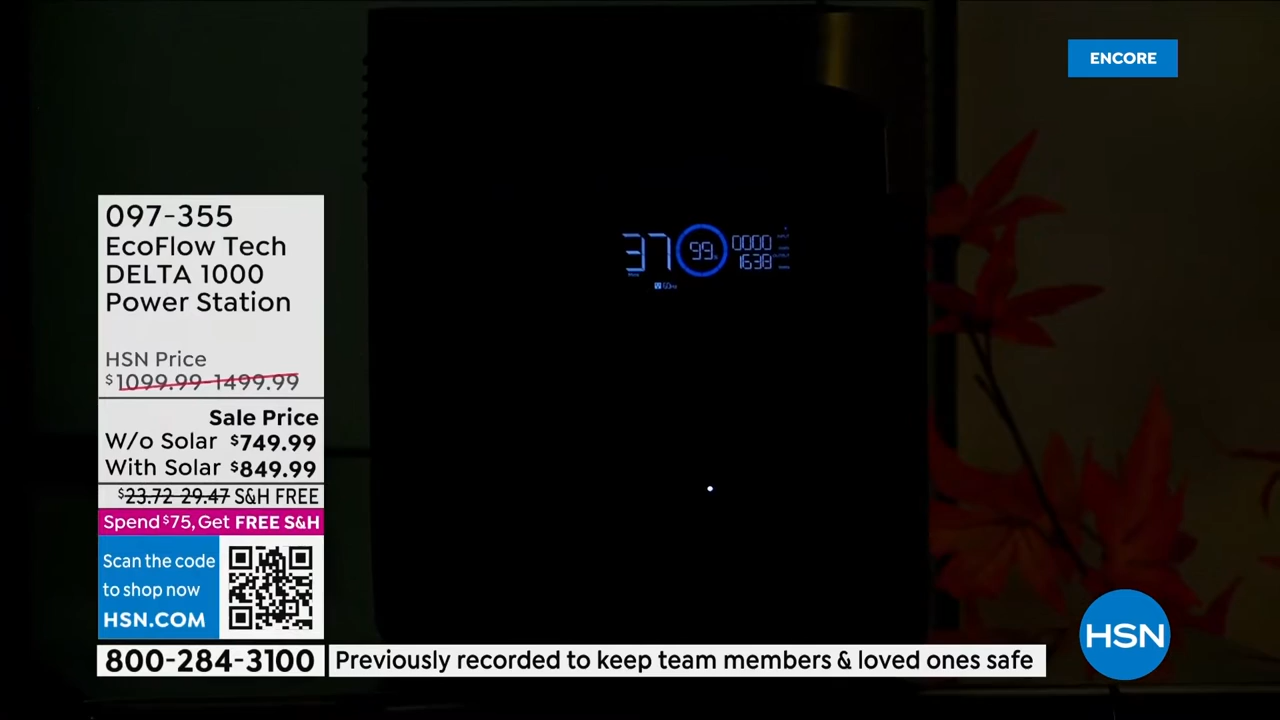 ENCORE
097-355
EcoFlow Tech
DELTA 1000
Power Station
HSN Price
$1099.99-1499.99
Sale Price
W/o Solar $749.99
With Solar $849.99
$23.72-29.47 S&H FREE
Spend $75, Get FREE S&H
Scan the code
to shop now
HSN.COM
800-284-3100
Previously recorded to keep team members & loved ones safe
HSN
37
99%
0000
1638